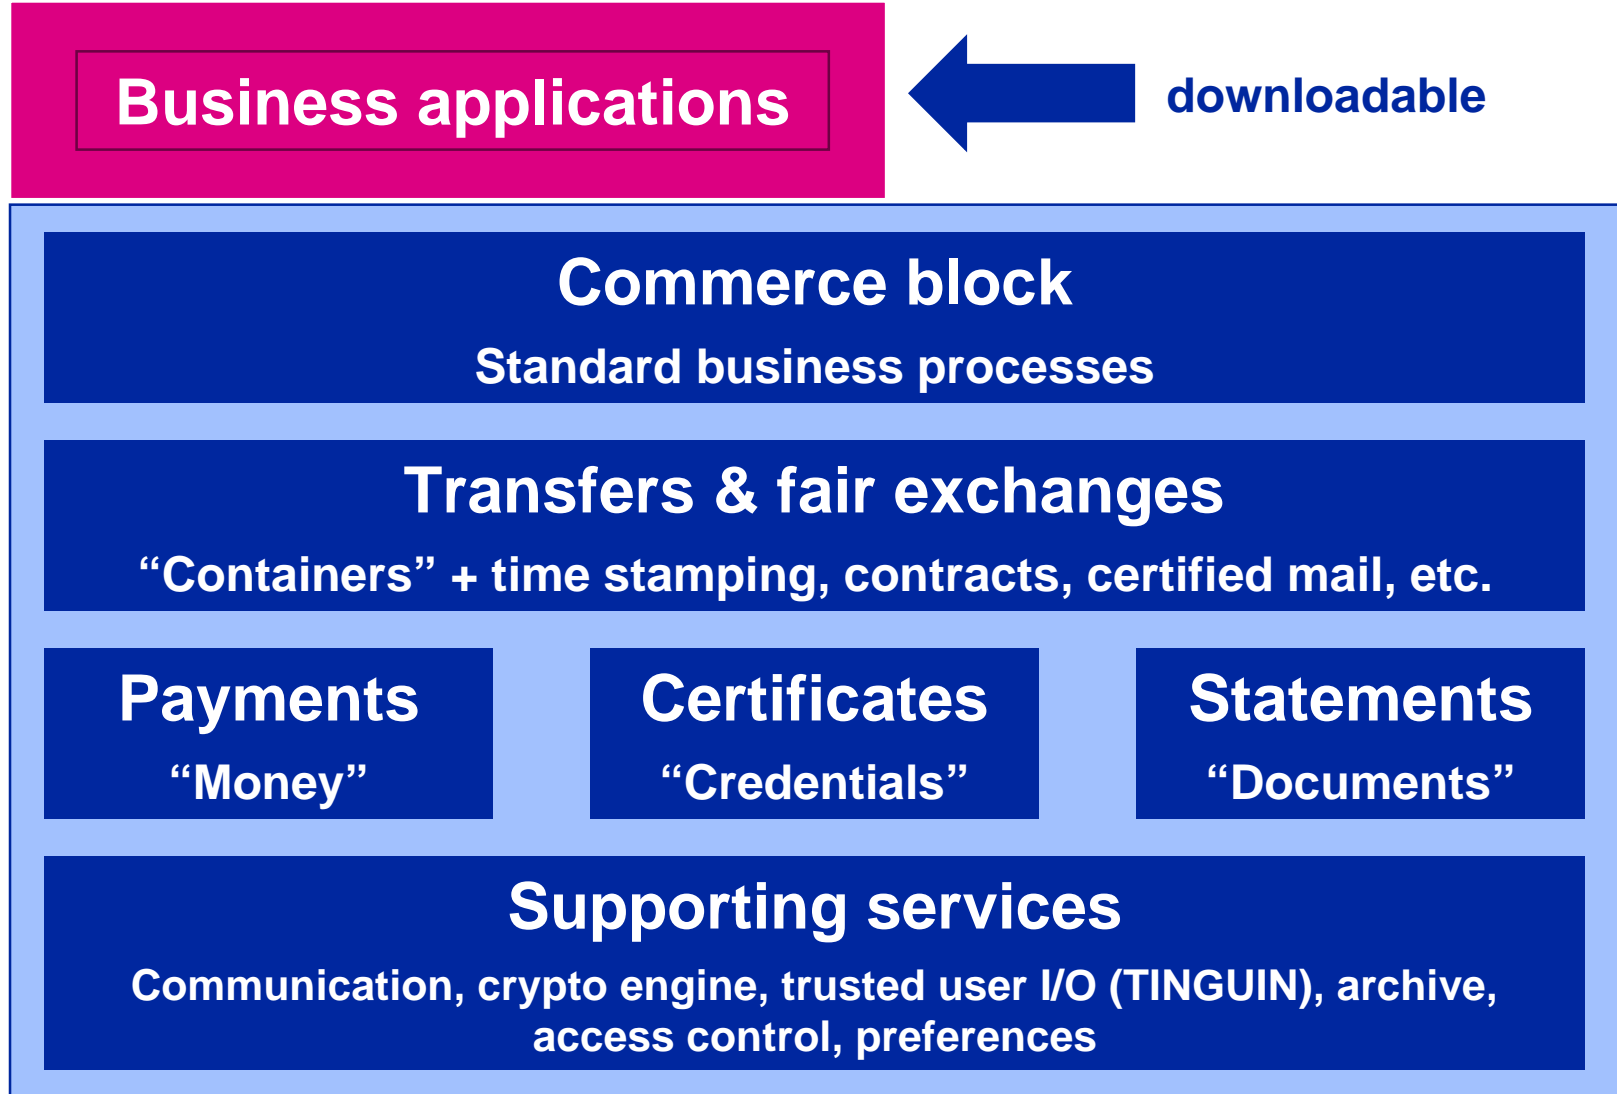 Business applications
downloadable
Commerce block
Standard business processes
Transfers & fair exchanges
“Containers” + time stamping, contracts, certified mail, etc.
Payments
“Money”
Certificates
“Credentials”
Statements
“Documents”
Supporting services
Communication, crypto engine, trusted user I/O (TINGUIN), archive,
access control, preferences